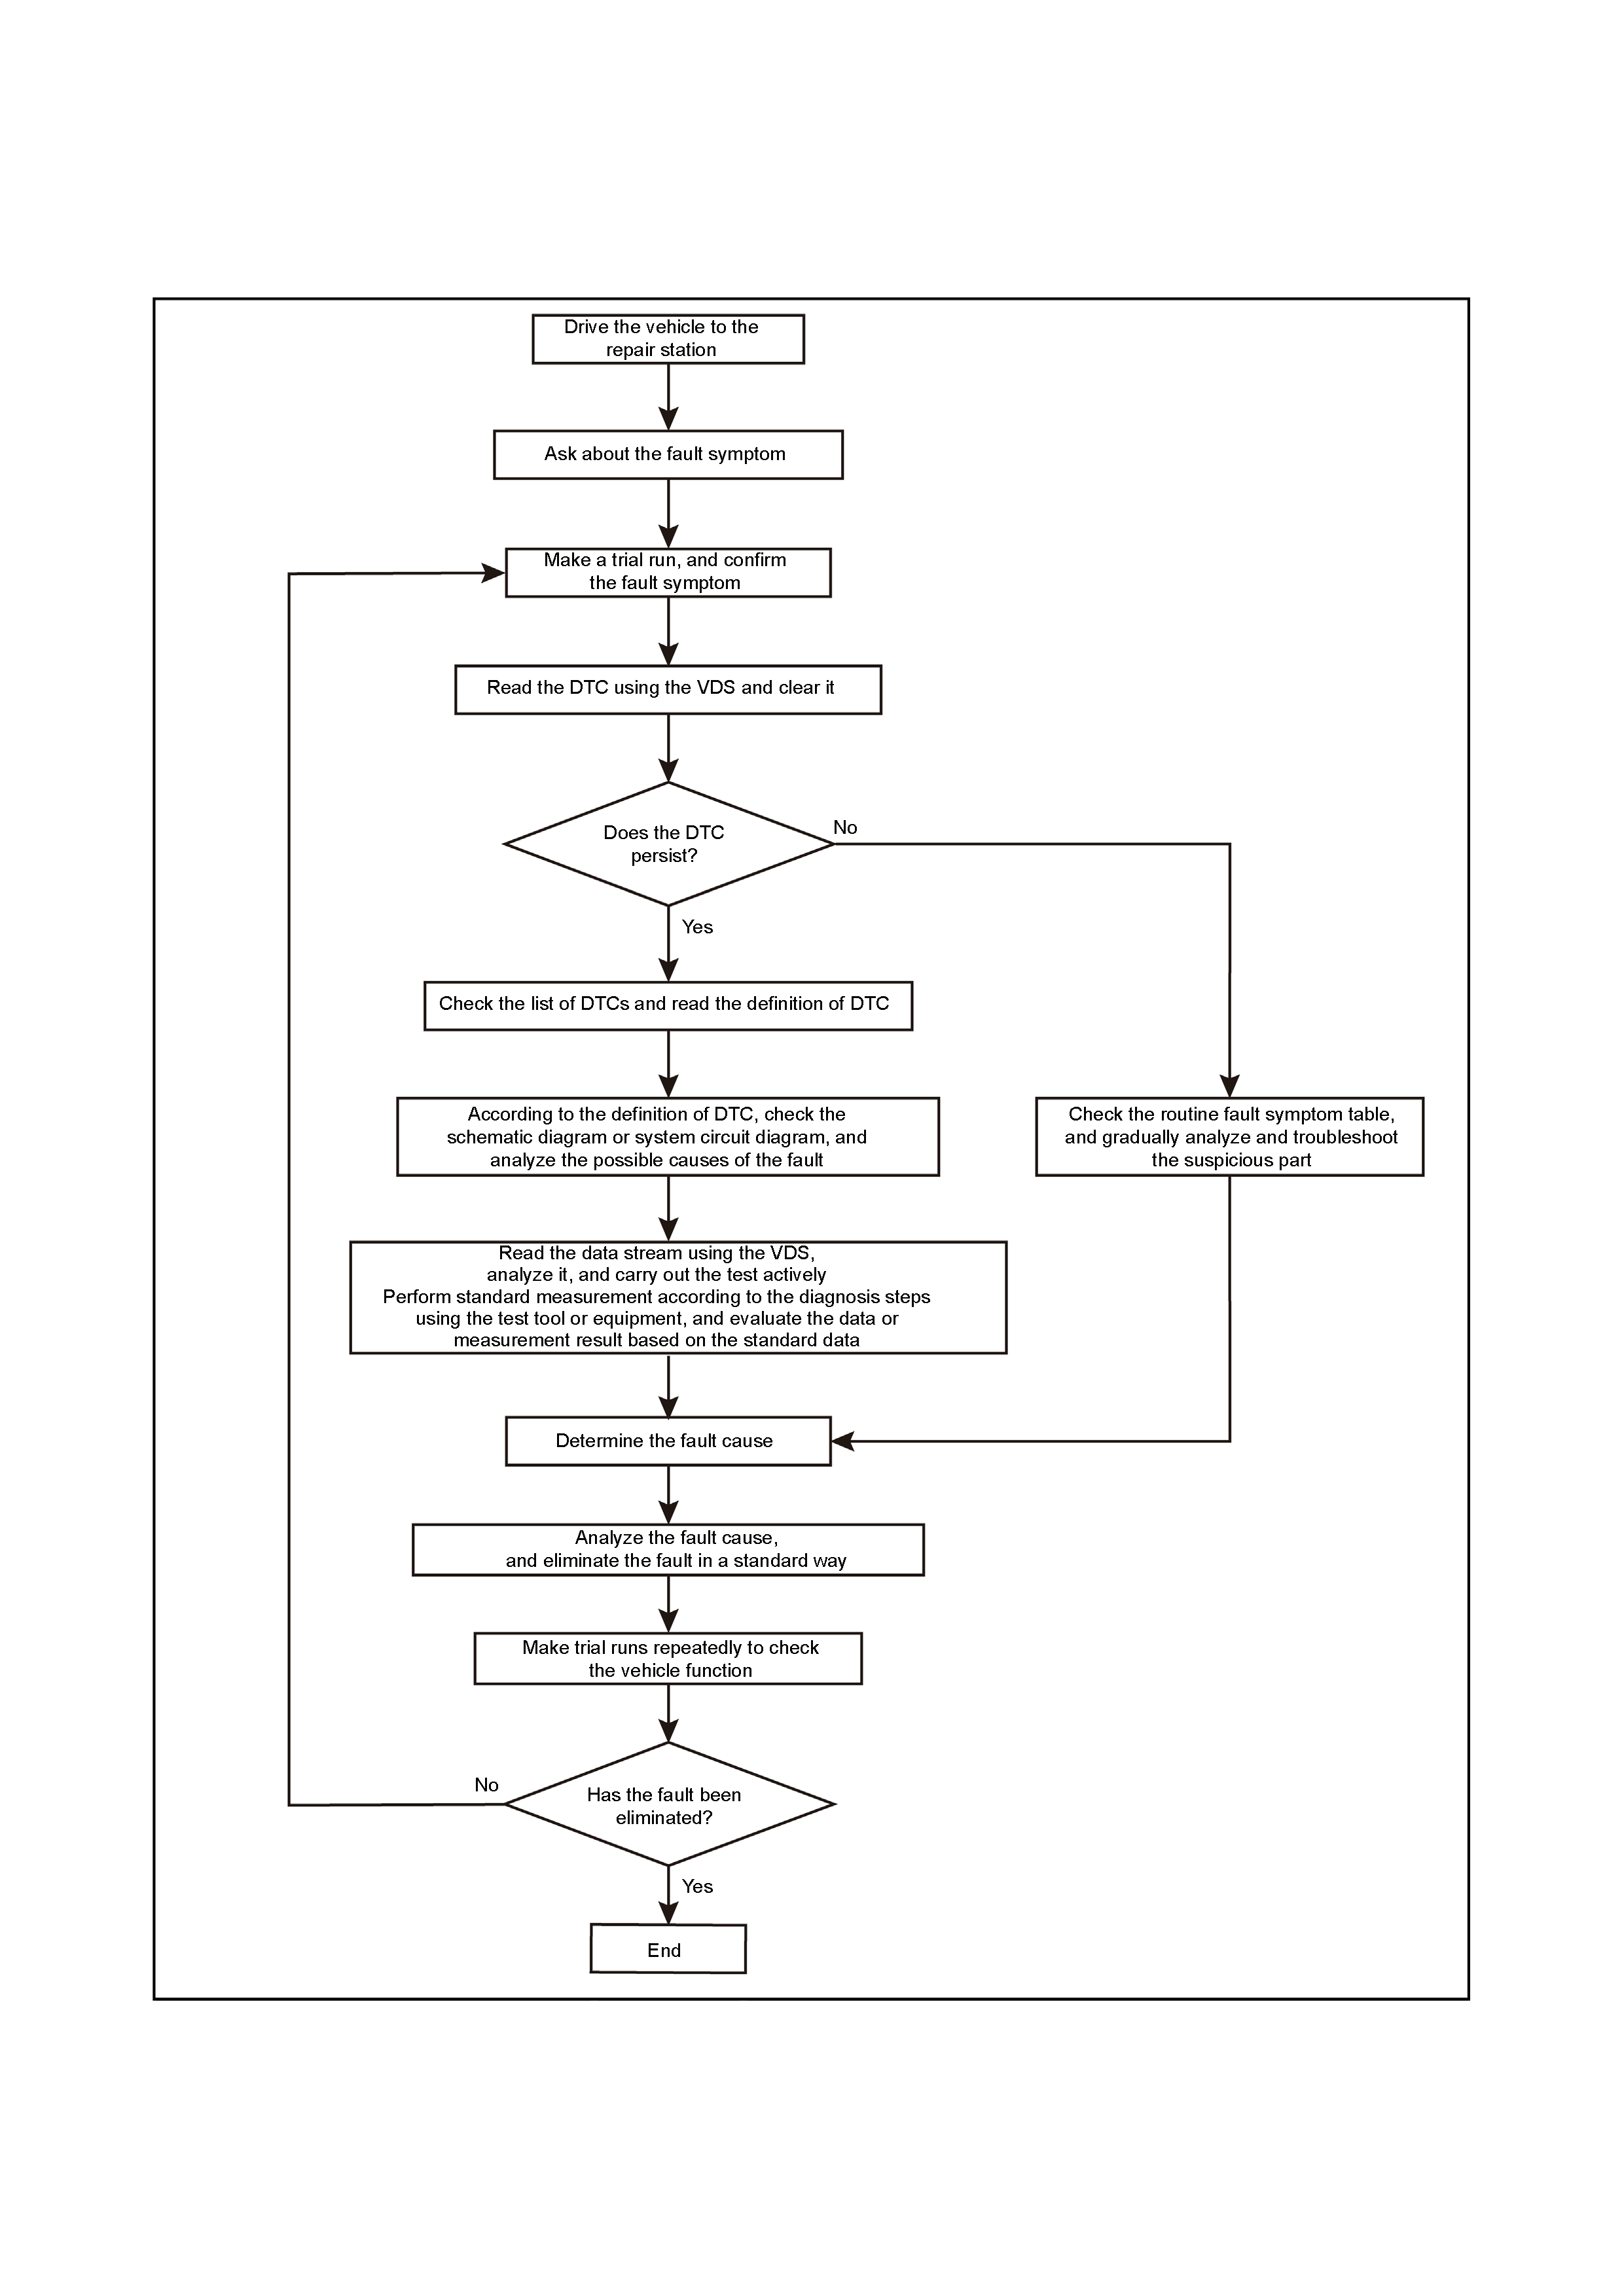 Drive the vehicle to the
repair station
Ask about the fault symptom
Make a trial run, and confirm
the fault symptom
Read the DTC using the VDS and clear it
Does the DTC
persist?
No
Yes
Check the list of DTCs and read the definition of DTC
According to the definition of DTC, check the
schematic diagram or system circuit diagram, and
analyze the possible causes of the fault
Check the routine fault symptom table,
and gradually analyze and troubleshoot
the suspicious part
Read the data stream using the VDS,
analyze it, and carry out the test actively
Perform standard measurement according to the diagnosis steps
using the test tool or equipment, and evaluate the data or
measurement result based on the standard data
Determine the fault cause
Analyze the fault cause,
and eliminate the fault in a standard way
Make trial runs repeatedly to check
the vehicle function
No
Has the fault been
eliminated?
Yes
End